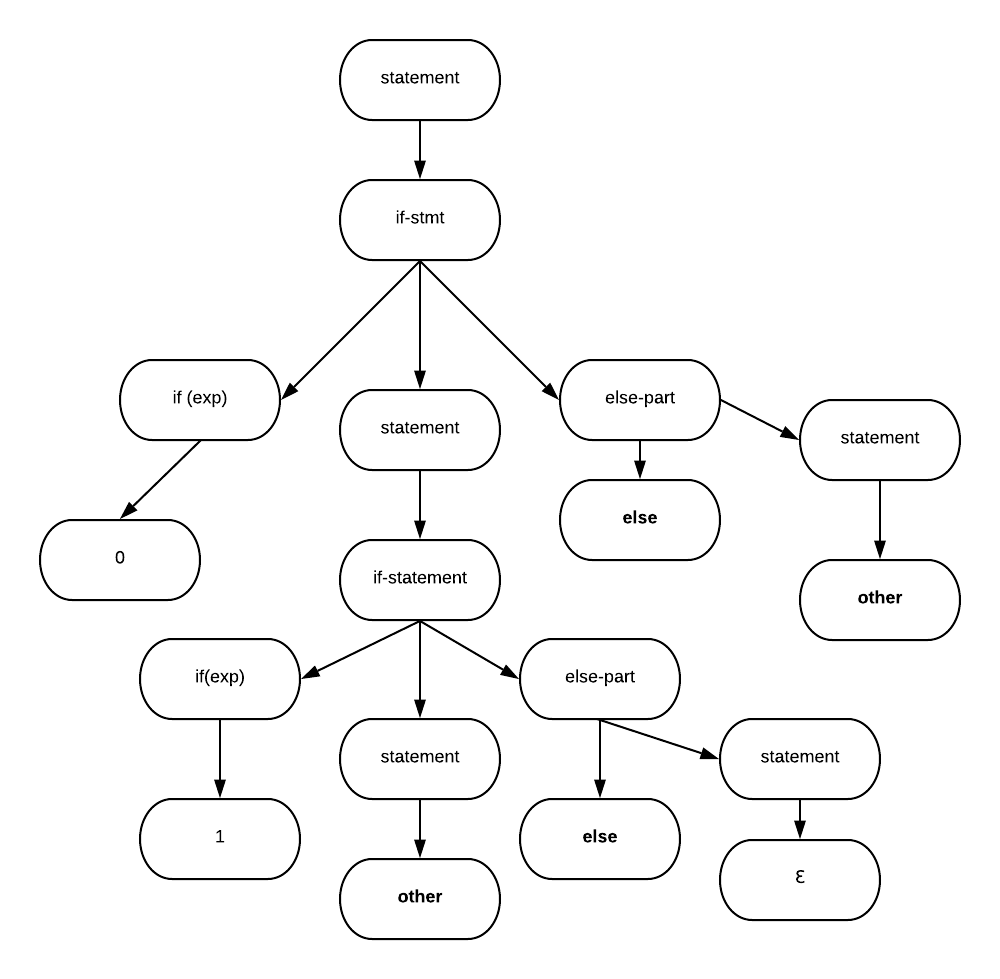 statement
if-stmt
if (exp)
statement
else-part
statement
0
else
if-statement
other
if(exp)
statement
else-part
statement
1
other
else
ε